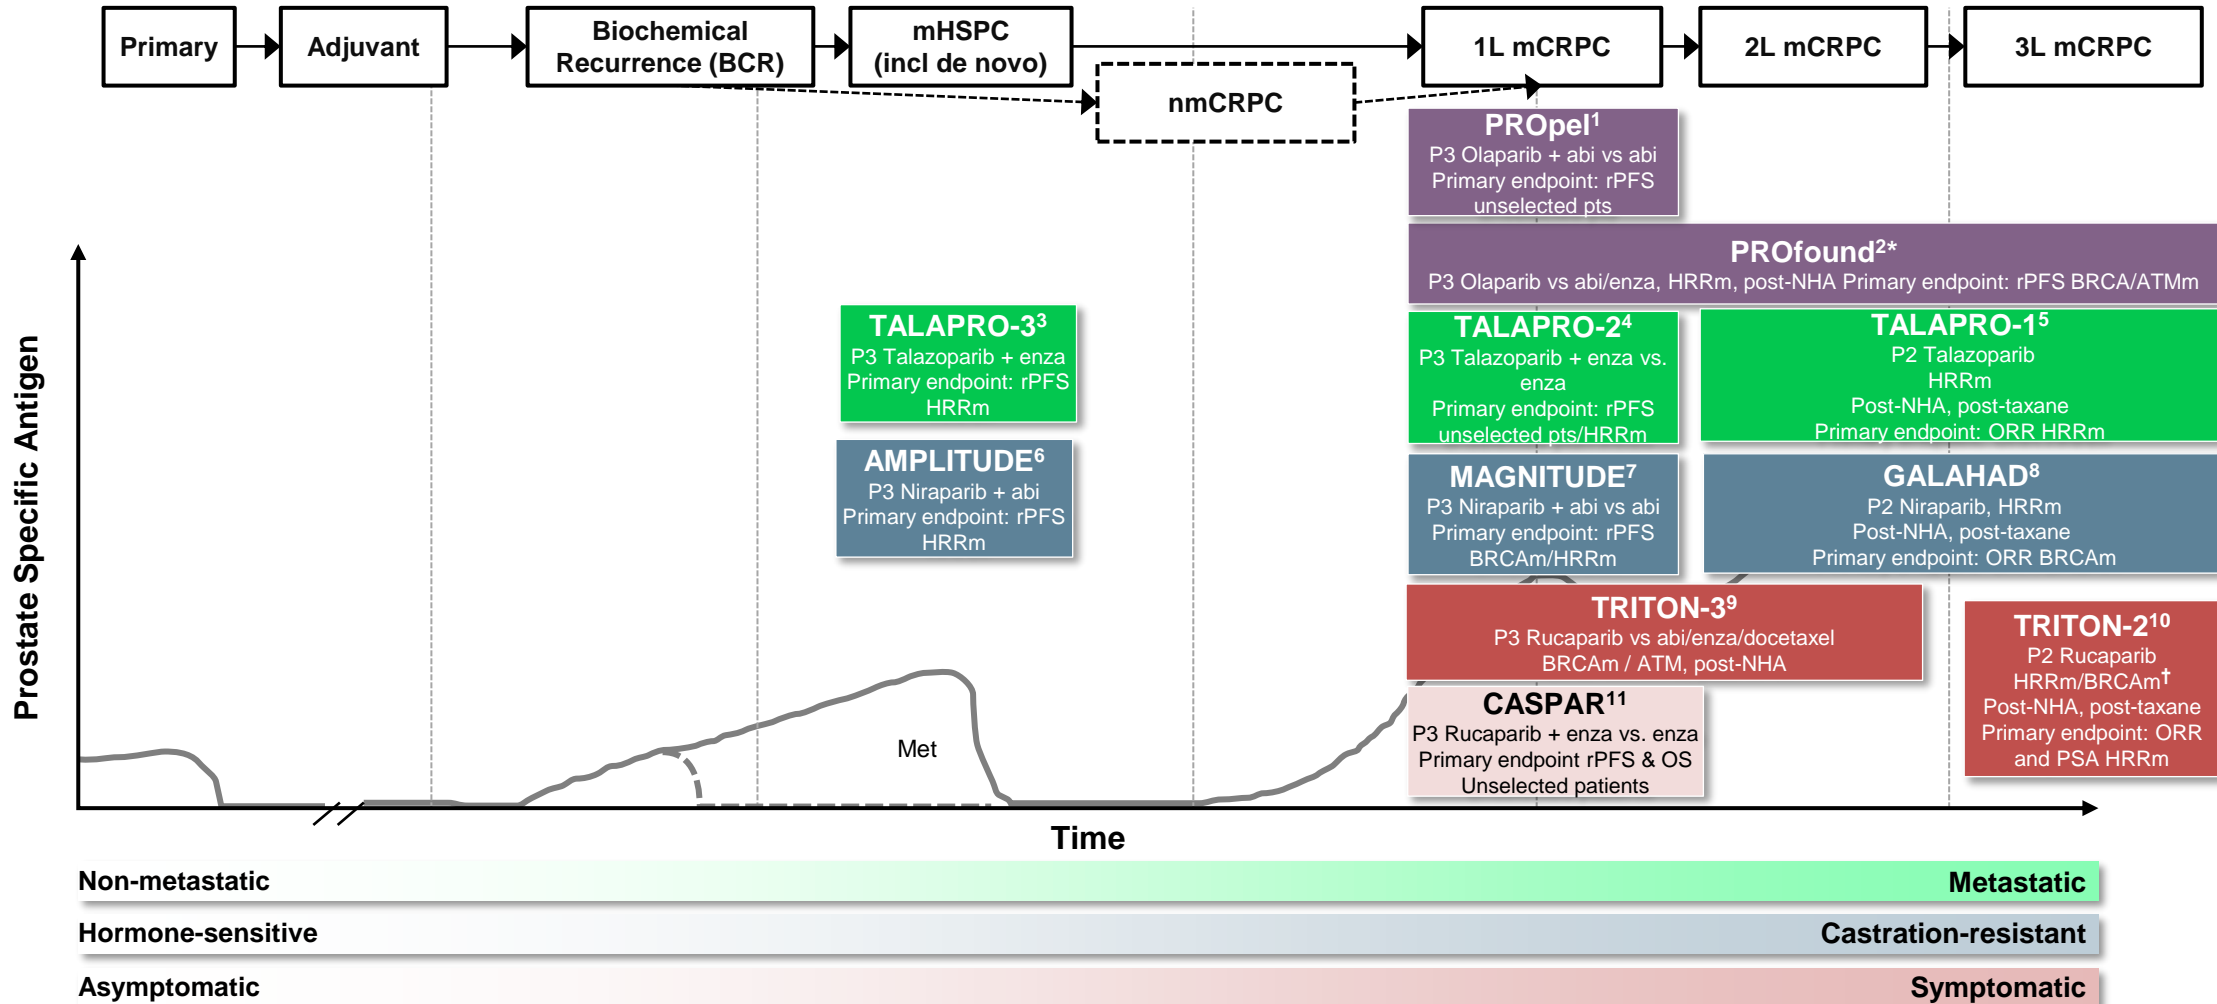 Primary
Adjuvant
Biochemical
Recurrence (BCR)
mHSPC
(incl de novo)
nmCRPC
1L mCRPC
2L mCRPC
3L mCRPC
PROpel¹
P3 Olaparib + abi vs abi
Primary endpoint: rPFS
unselected pts
PROfound²*
P3 Olaparib vs abi/enza, HRRm, post-NHA Primary endpoint: rPFS BRCA/ATMm
TALAPRO-3³
P3 Talazoparib + enza
Primary endpoint: rPFS
HRRm
TALAPRO-2⁴
P3 Talazoparib + enza vs.
enza
Primary endpoint: rPFS
unselected pts/HRRm
TALAPRO-1⁵
P2 Talazoparib
HRRm
Post-NHA, post-taxane
Primary endpoint: ORR HRRm
AMPLITUDE⁶
P3 Niraparib + abi
Primary endpoint: rPFS
HRRm
MAGNITUDE⁷
P3 Niraparib + abi vs abi
Primary endpoint: rPFS
BRCAm/HRRm
GALAHAD⁸
P2 Niraparib, HRRm
Post-NHA, post-taxane
Primary endpoint: ORR BRCAm
TRITON-3⁹
P3 Rucaparib vs abi/enza/docetaxel
BRCAm / ATM, post-NHA
TRITON-2¹⁰
P2 Rucaparib
HRRm/BRCAm†
Post-NHA, post-taxane
Primary endpoint: ORR
and PSA HRRm
CASPAR¹¹
P3 Rucaparib + enza vs. enza
Primary endpoint rPFS & OS
Unselected patients
Met
Prostate Specific Antigen
Time
Non-metastatic
Metastatic
Hormone-sensitive
Castration-resistant
Asymptomatic
Symptomatic